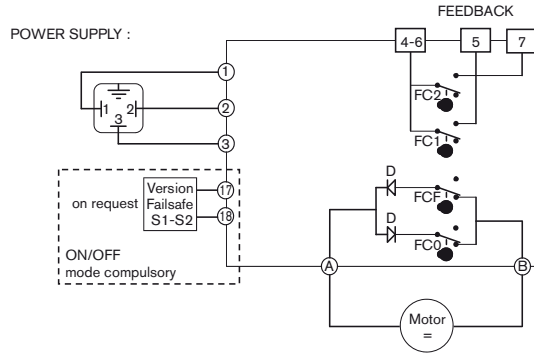 FEEDBACK
POWER SUPPLY :
4-6 5 7
1
1 2
3
2
3
FC2
FC1
on request
Version
Failsafe
S1-S2
17
18
ON/OFF
mode compulsory
D
FCF
D
FC0
A
B
Motor
=